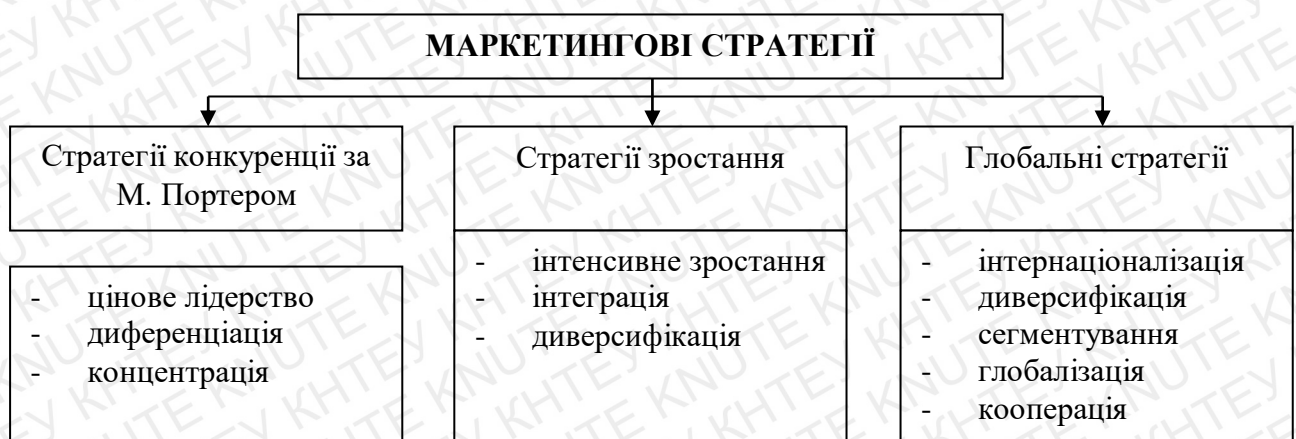 МАРКЕТИНГОВІ СТРАТЕГІЇ
Стратегії конкуренції за
М. Портером
- цінове лідерство
- диференціація
- концентрація
Стратегії зростання
- інтенсивне зростання
- інтеграція
- диверсифікація
Глобальні стратегії
- інтернаціоналізація
- диверсифікація
- сегментування
- глобалізація
- кооперація